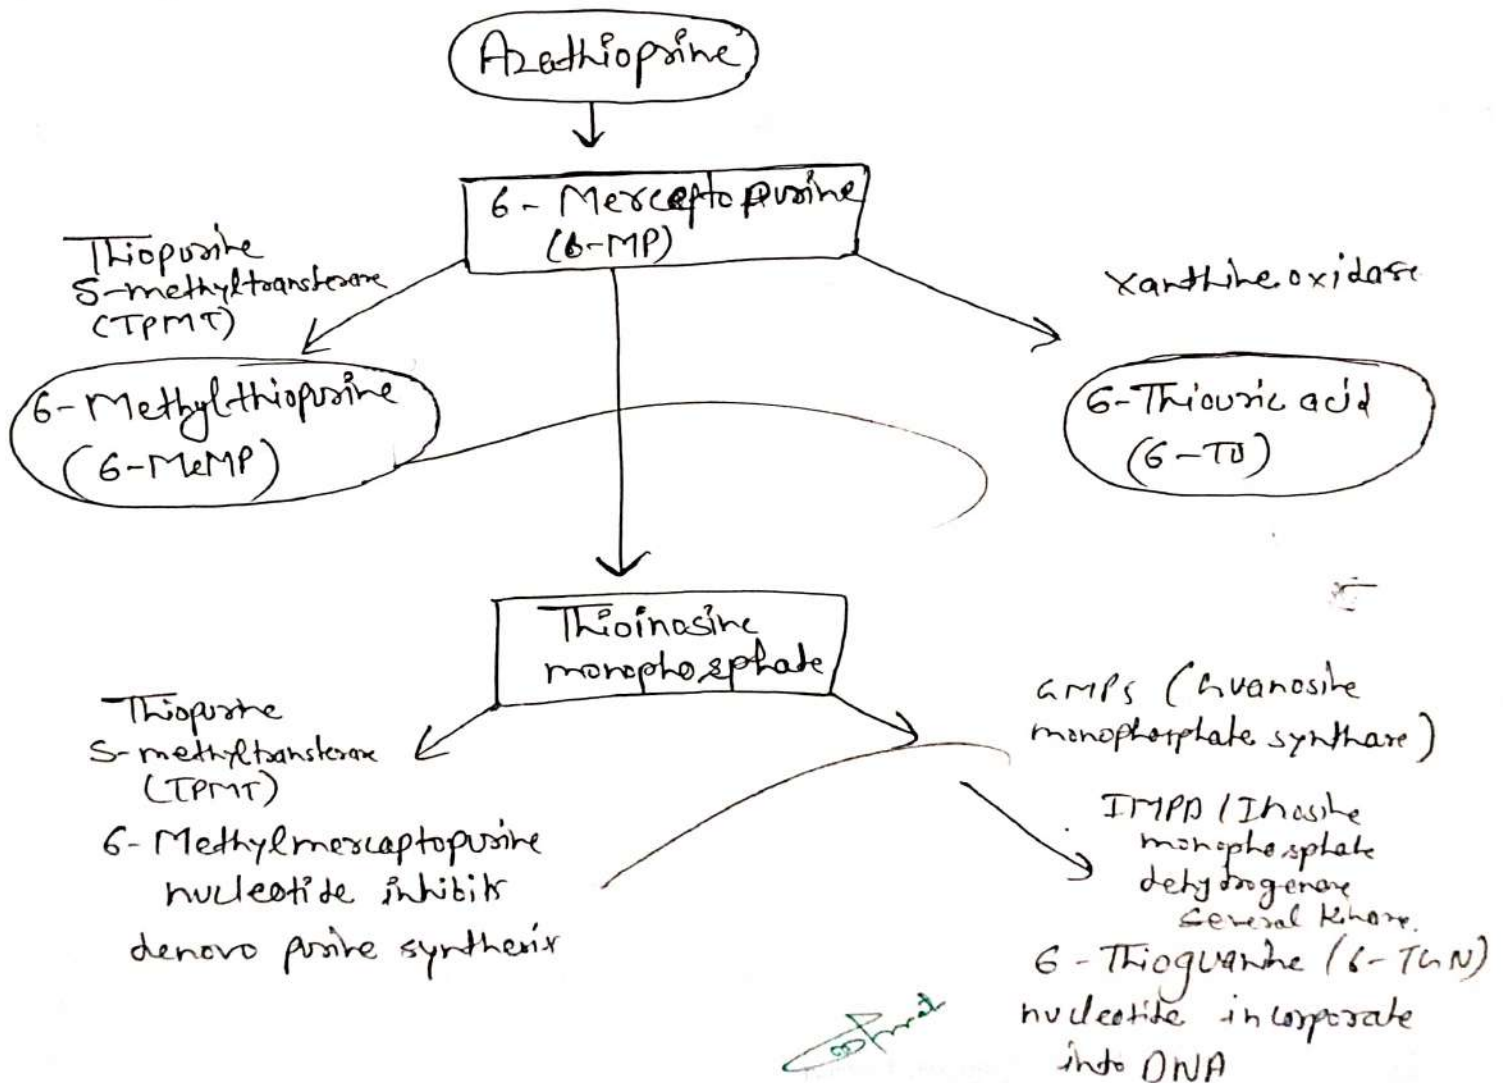 Azathioprine
6- Mercaptopurine
(6-MP)
Thiopurine
S-methyltransferase
(TPMT)
Xanthine oxidase
6-Methylthiopurine
(6-MeMP)
6-Thiouric acid
(6-TU)
Thioinosine
monophosphate
Thiopurine
S-methyltransferase
(TPMT)
6- Methylmercaptopurine
nucleotide inhibits
denovo purine synthesis
GMPS (Guanosine
monophosphate synthase)
IMPD (Inosine
monophosphate
dehydrogenase
several kinase.
6-Thioguanine (6-TGN)
nucleotide incorporate
into DNA